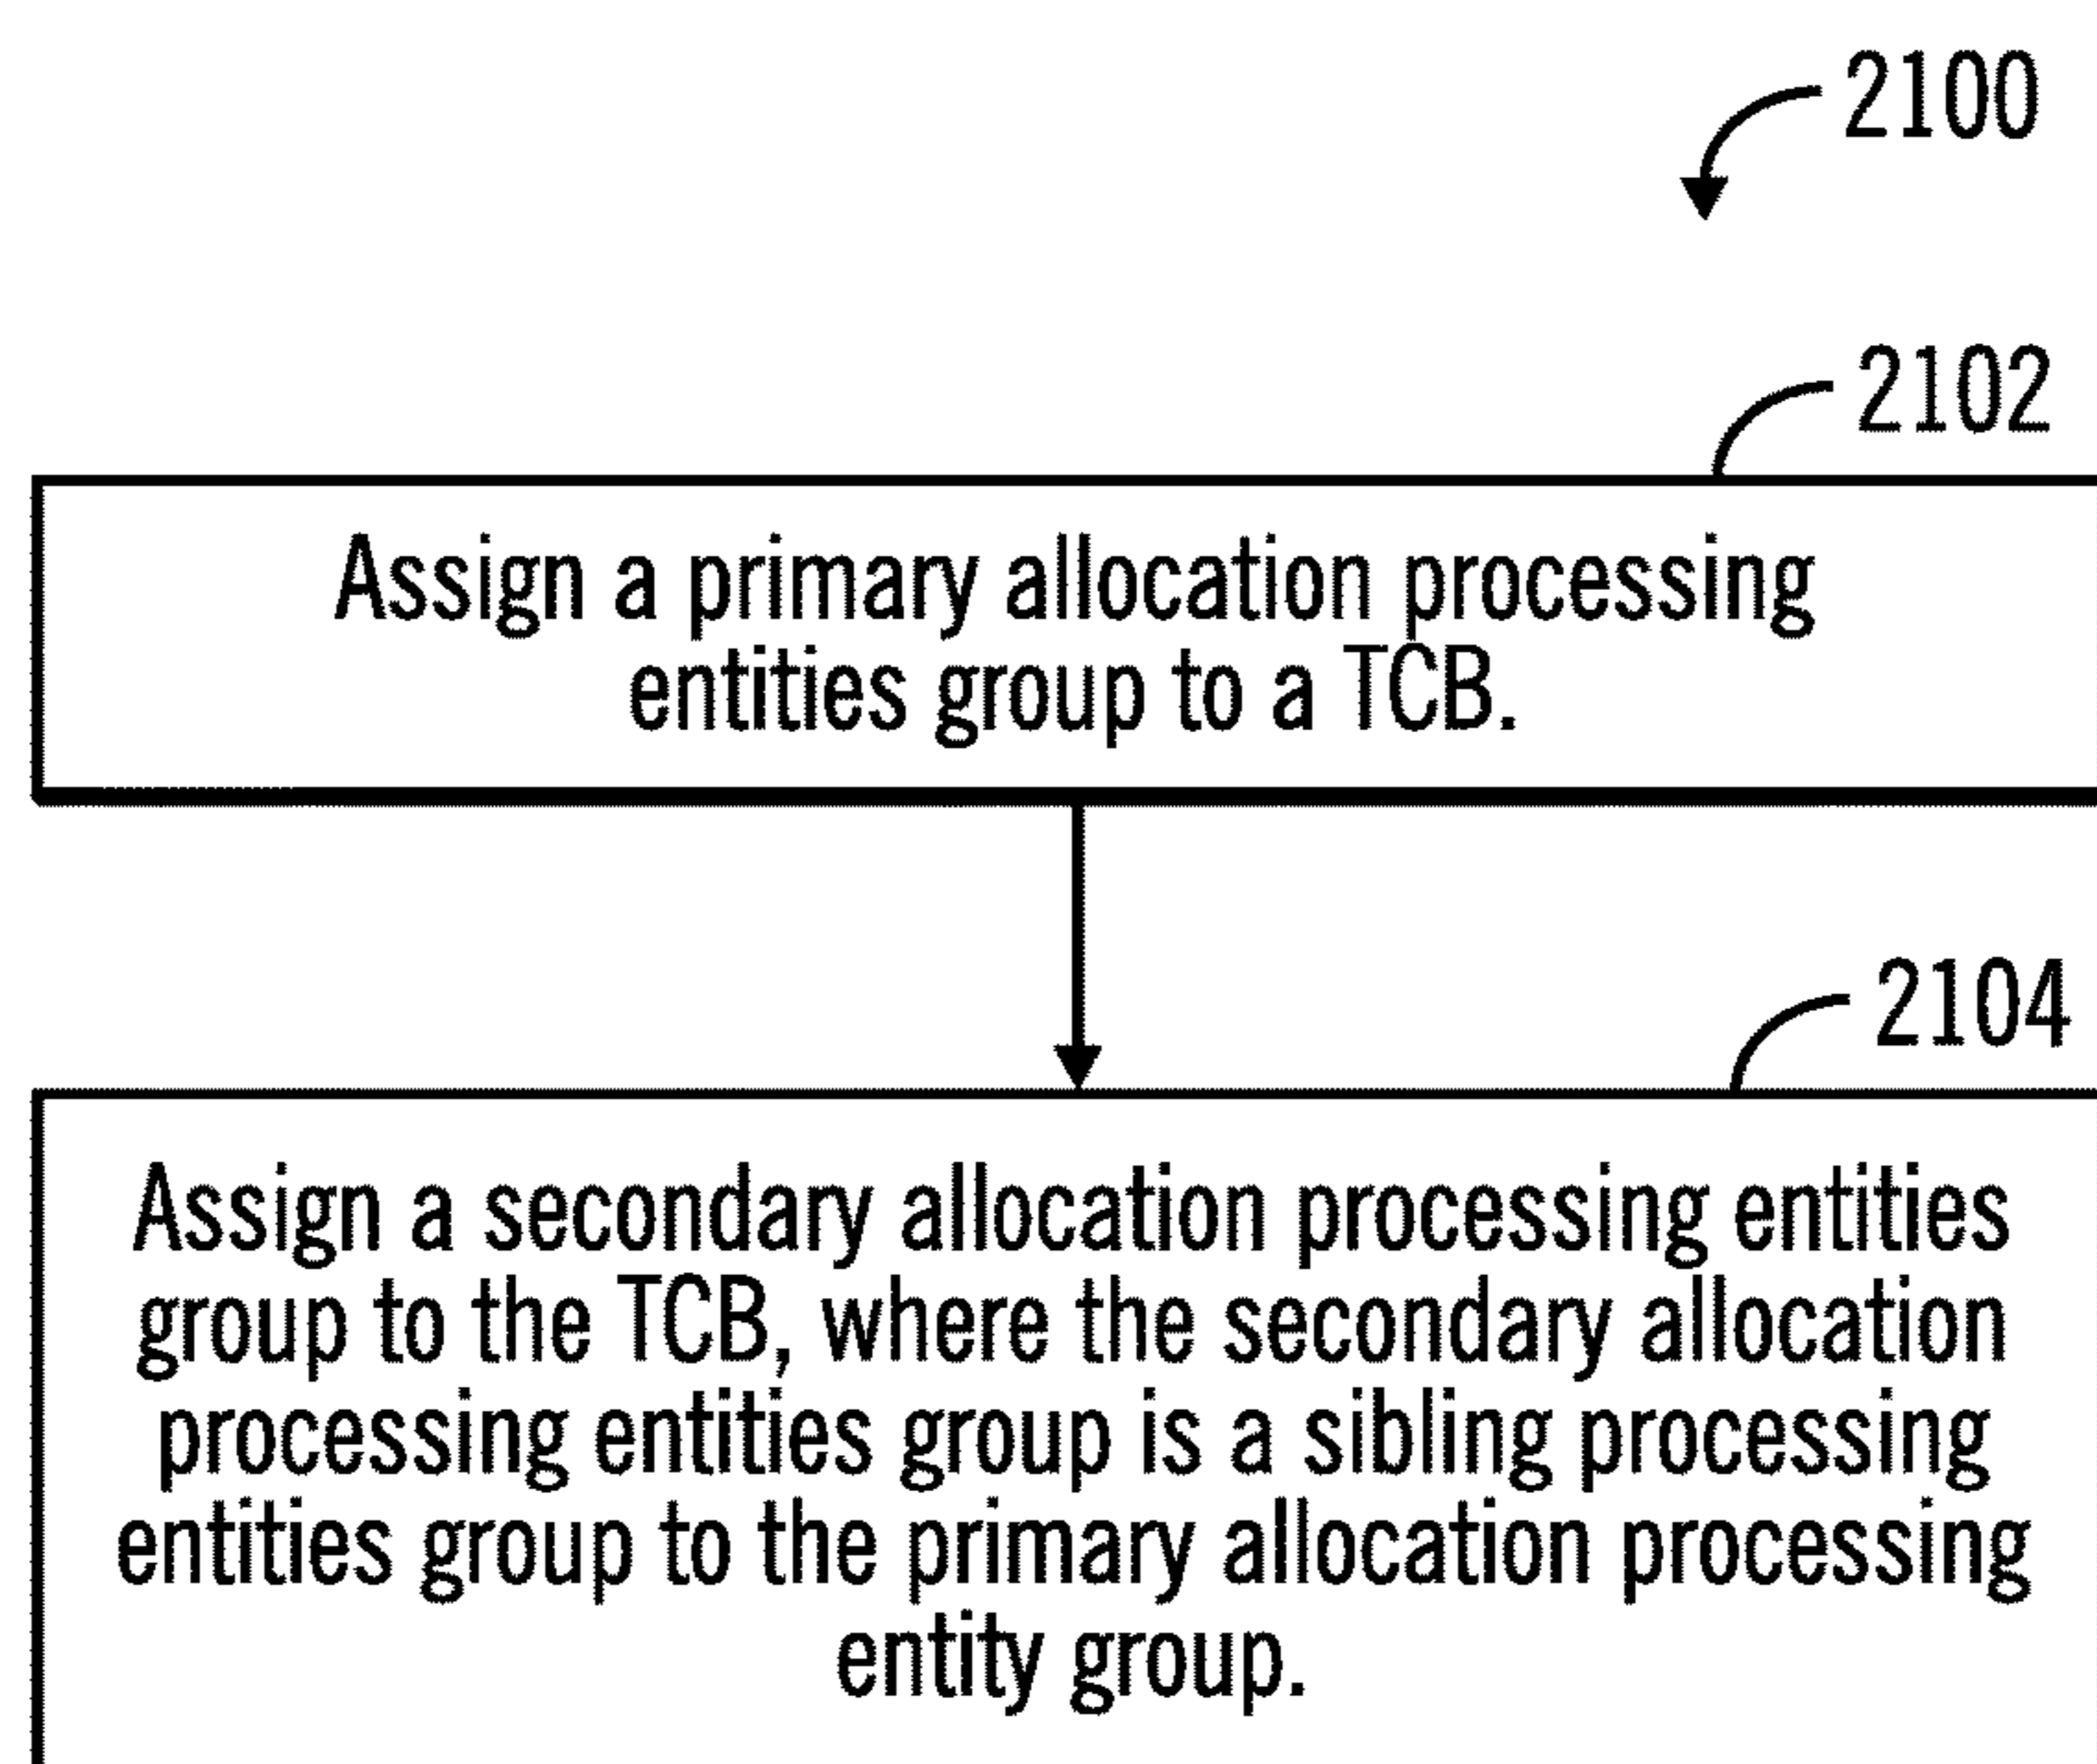 2100
2102
Assign a primary allocation processing
entities group to a TCB.
2104
Assign a secondary allocation processing entities
group to the TCB, where the secondary allocation
processing entities group is a sibling processing
entities group to the primary allocation processing
entity group.